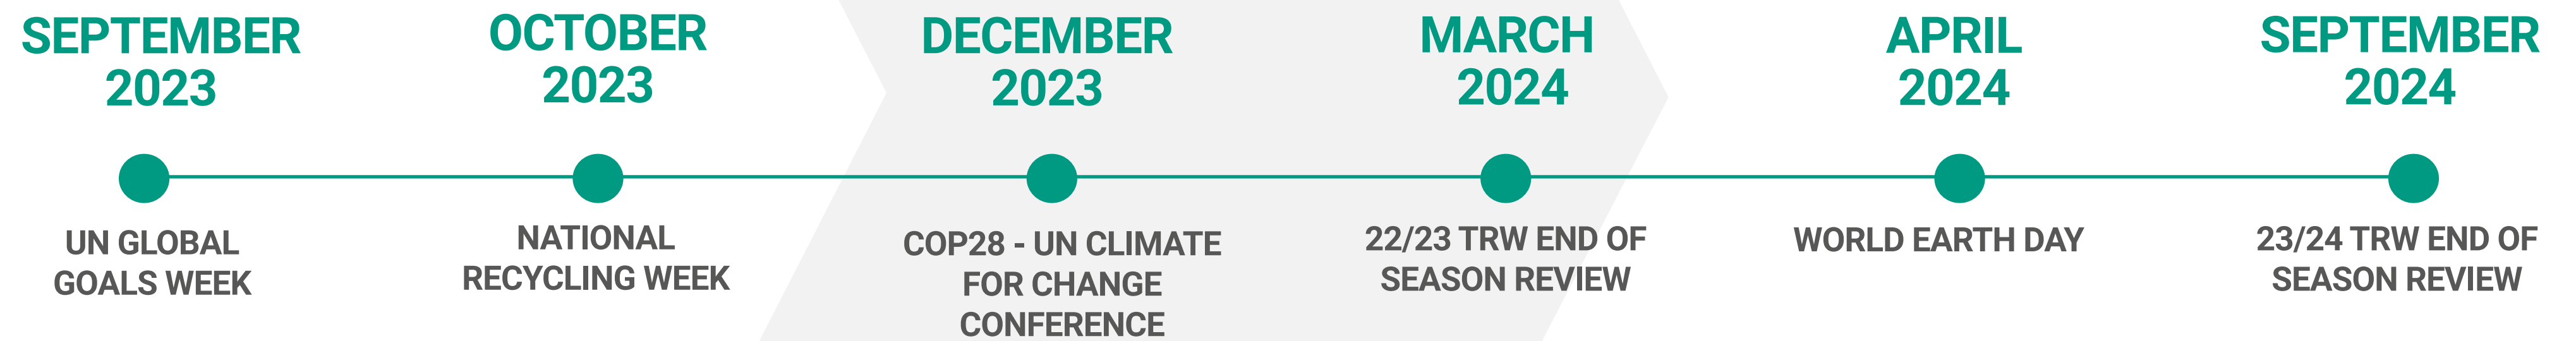 SEPTEMBER
2023
UN GLOBAL
GOALS WEEK
OCTOBER
2023
NATIONAL
RECYCLING WEEK
DECEMBER
2023
COP28 - UN CLIMATE
FOR CHANGE
CONFERENCE
MARCH
2024
22/23 TRW END OF
SEASON REVIEW
APRIL
2024
WORLD EARTH DAY
SEPTEMBER
2024
23/24 TRW END OF
SEASON REVIEW